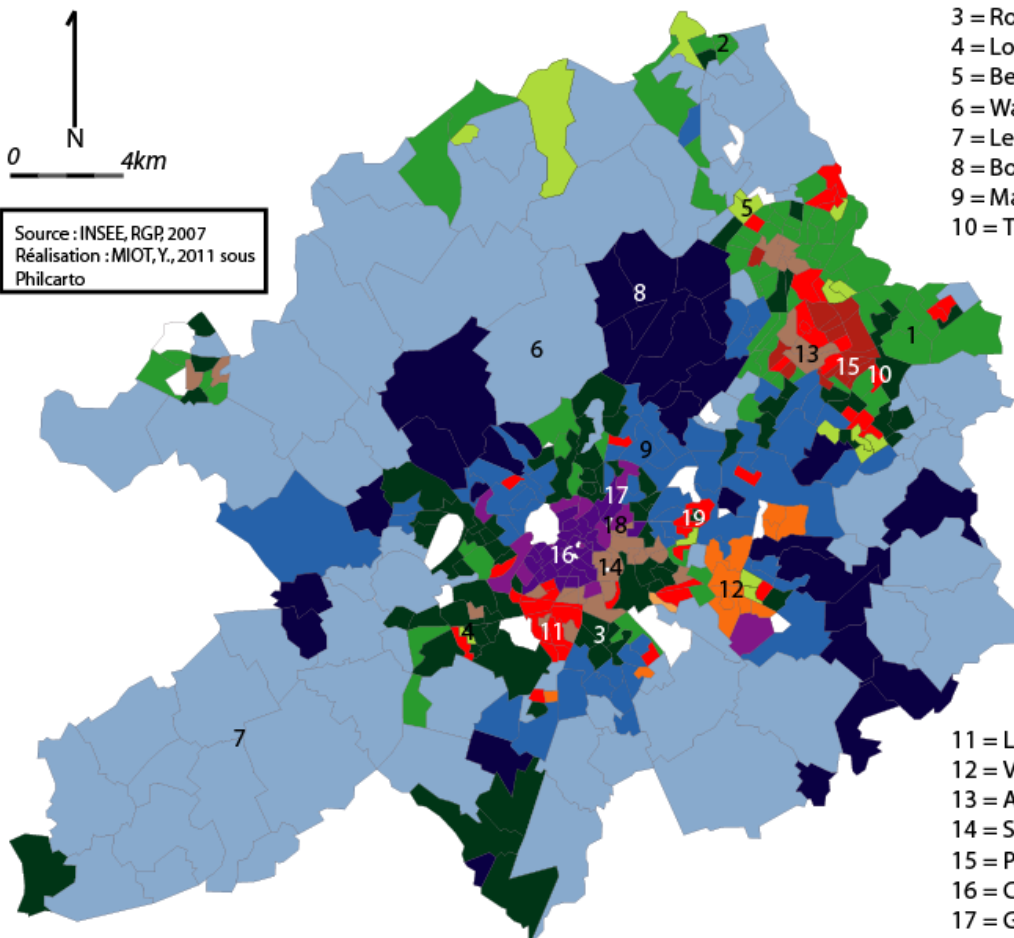 3 = Ro
4 = Lo
5 = Be
6 = Wa
7 = Le
8 = Bo
9 = Ma
10 = T
N
0 4km
Source : INSEE, RGP, 2007
Réalisation : MIOT, Y., 2011 sous
Philcarto
2
5
8
1
6
13
15
10
9
17
19
18
16
14
12
4
11
3
7
11 = L
12 = V
13 = A
14 = S
15 = P
16 = C
17 = G